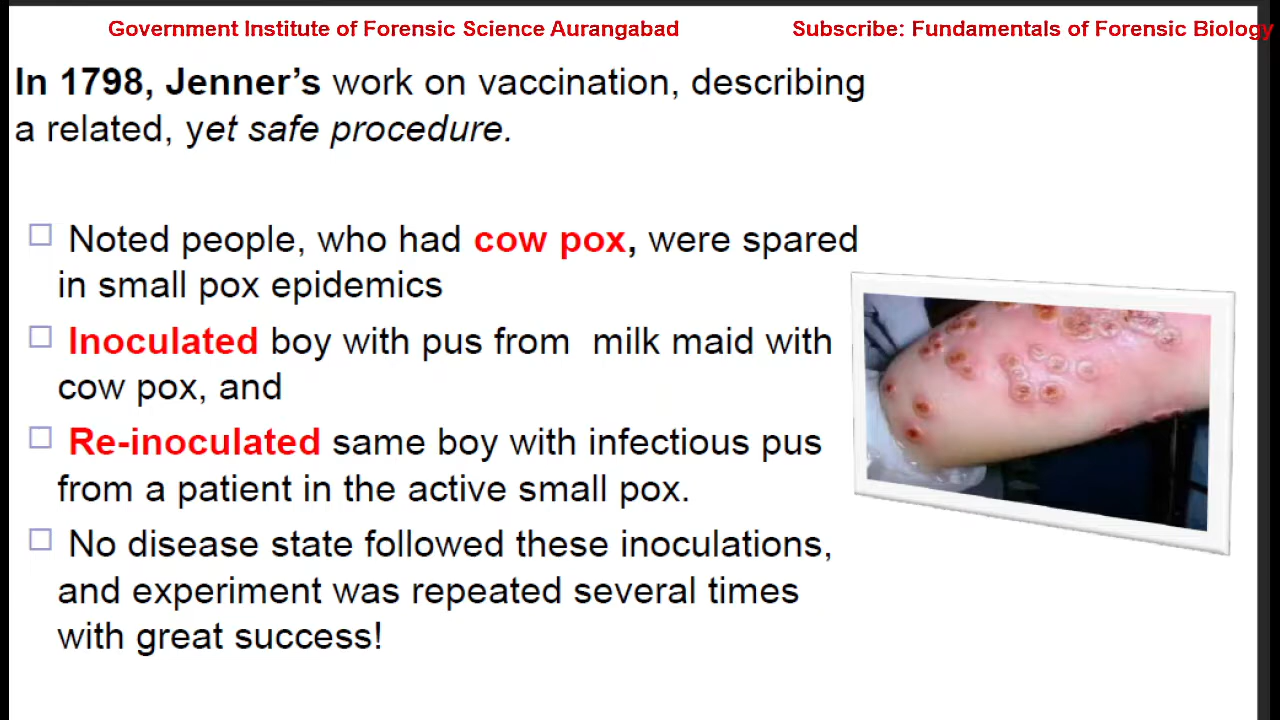 Government Institute of Forensic Science Aurangabad
Subscribe: Fundamentals of Forensic Biology
In 1798, Jenner’s work on vaccination, describing
a related, yet safe procedure.
Noted people, who had cow pox, were spared
in small pox epidemics
Inoculated boy with pus from milk maid with
cow pox, and
Re-inoculated same boy with infectious pus
from a patient in the active small pox.
No disease state followed these inoculations,
and experiment was repeated several times
with great success!